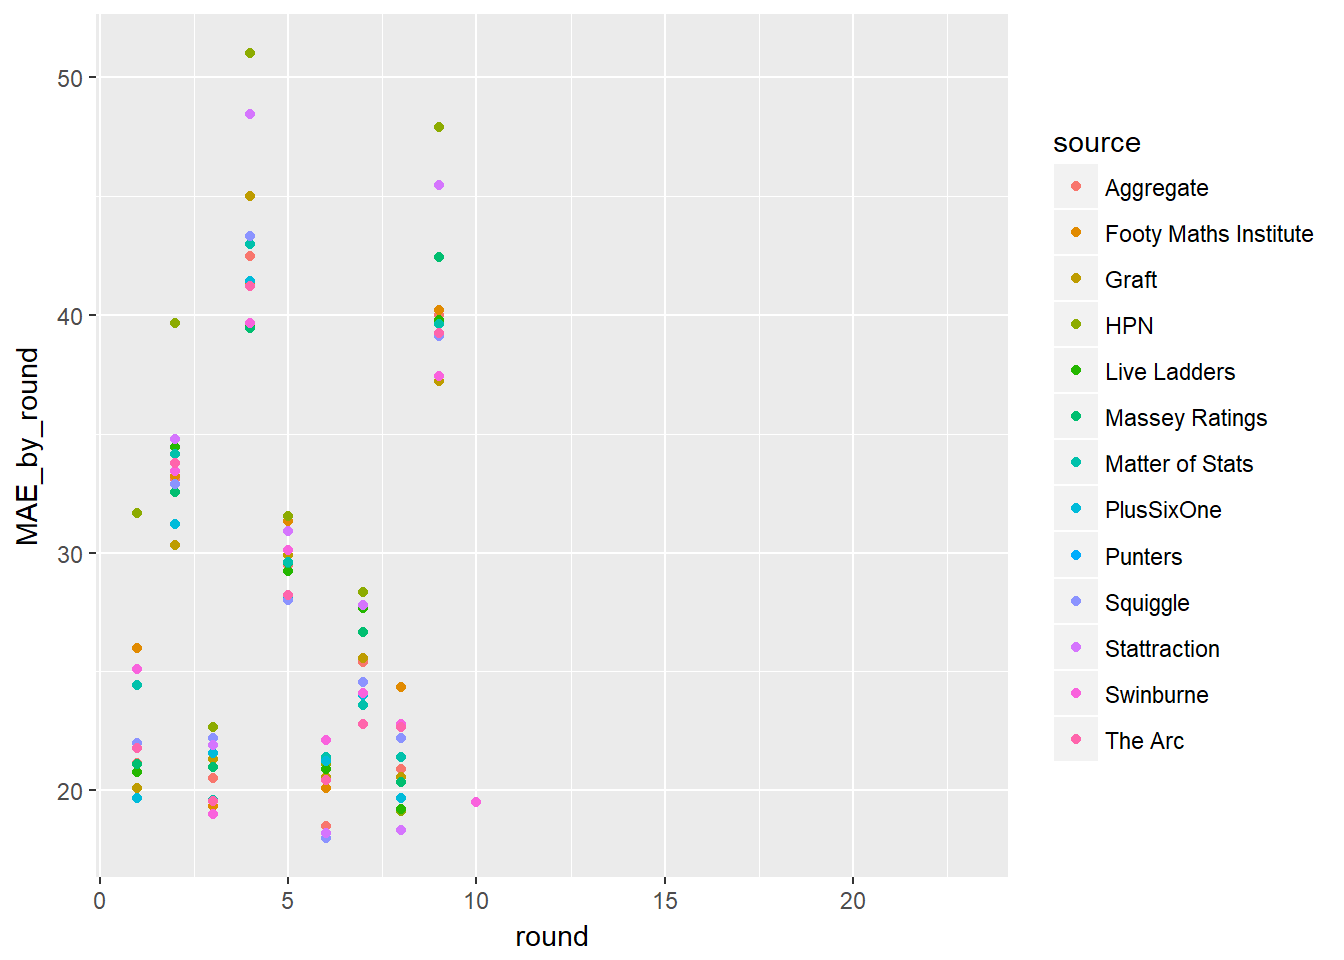 MAE_by_round
50
40
30
20
0 5 10 15 20
round
source
Aggregate
Footy Maths Institute
Graft
HPN
Live Ladders
Massey Ratings
Matter of Stats
PlusSixOne
Punters
Squiggle
Stattraction
Swinburne
The Arc